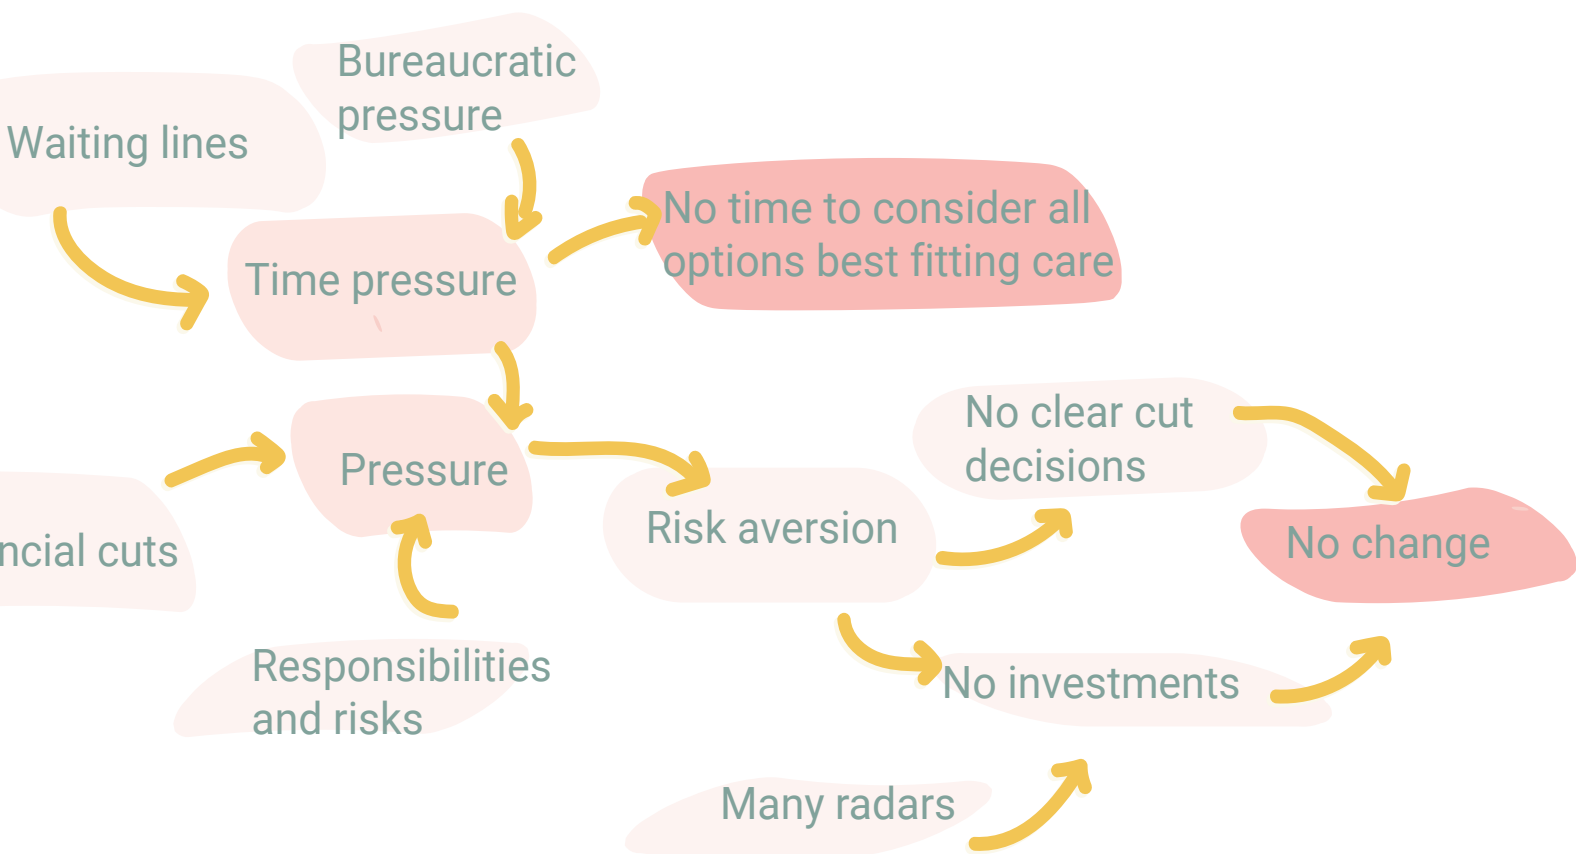 Bureaucratic
pressure
Waiting lines
No time to consider all
options best fitting care
Time pressure
No clear cut
decisions
Pressure
Risk aversion
No change
ncial cuts
Responsibilities
and risks
No investments
Many radars